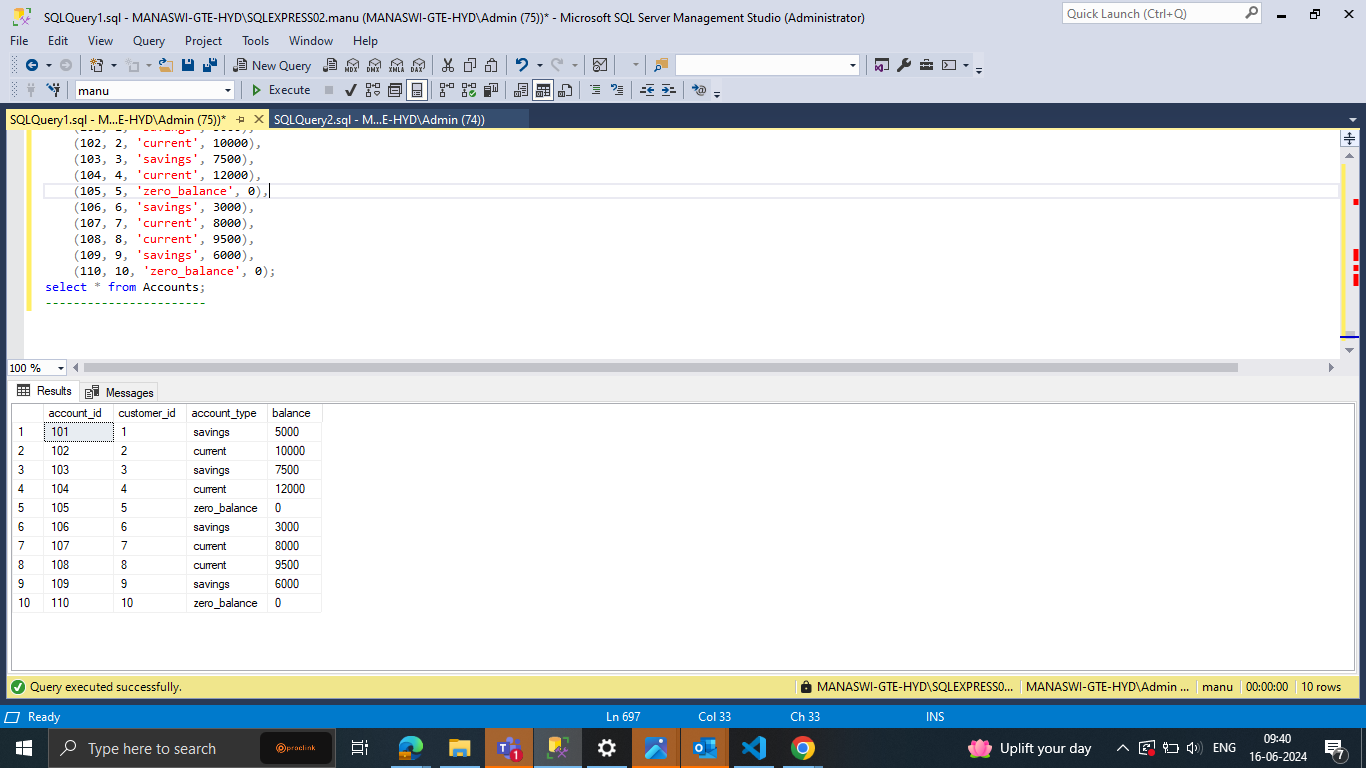 SQLQuery1.sql - MANASWI-GTE-HYD\SQLEXPRESS02.manu (MANASWI-GTE-HYD\Admin (75))* - Microsoft SQL Server Management Studio (Administrator)
Quick Launch (Ctrl+Q)
File Edit View Query Project Tools Window Help
New Query MDX DMX XMLA DAX
manu Execute
SQLQuery1.sql - M...E-HYD\Admin (75))* SQLQuery2.sql - M...E-HYD\Admin (74))
(102, 2, 'current', 10000),
(103, 3, 'savings', 7500),
(104, 4, 'current', 12000),
(105, 5, 'zero_balance', 0),
(106, 6, 'savings', 3000),
(107, 7, 'current', 8000),
(108, 8, 'current', 9500),
(109, 9, 'savings', 6000),
(110, 10, 'zero_balance', 0);
select * from Accounts;
-----------------------
100 %
Results Messages
account_id customer_id account_type balance
1 101 1 savings 5000
2 102 2 current 10000
3 103 3 savings 7500
4 104 4 current 12000
5 105 5 zero_balance 0
6 106 6 savings 3000
7 107 7 current 8000
8 108 8 current 9500
9 109 9 savings 6000
10 110 10 zero_balance 0
Query executed successfully. MANASWI-GTE-HYD\SQLEXPRESS0... MANASWI-GTE-HYD\Admin ... manu 00:00:00 10 rows
Ready Ln 697 Col 33 Ch 33 INS
Type here to search proclink 1 Uplift your day ENG 09:40
16-06-2024 7